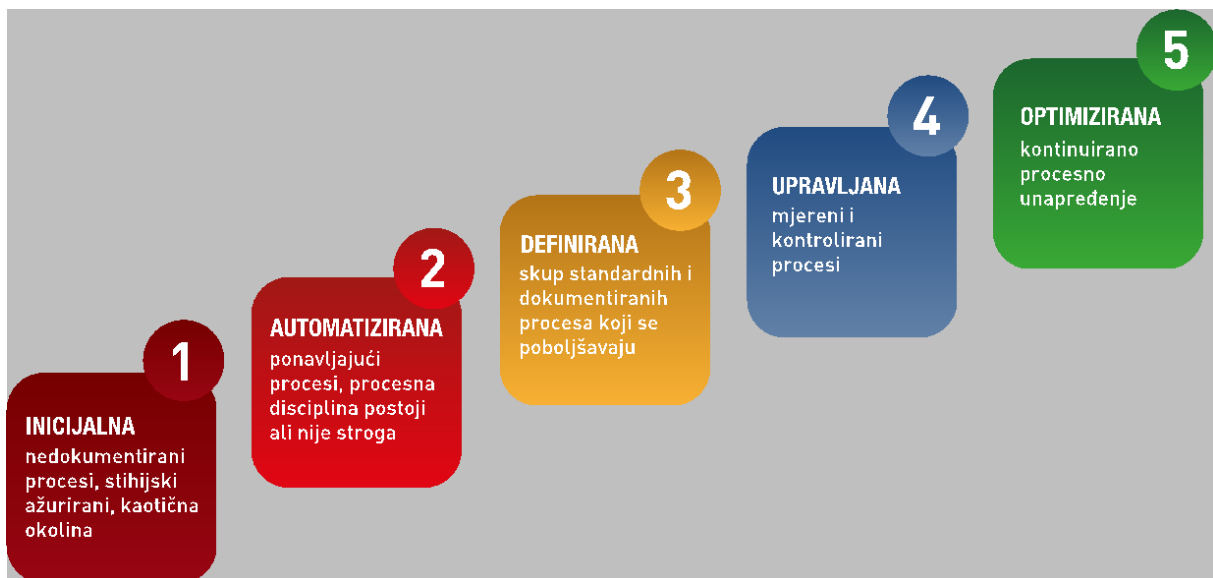 1
INICIJALNA
nedokumentirani
procesi, stihijski
ažurirani, kaotična
okolina
2
AUTOMATIZIRANA
ponavljajući
procesi, procesna
disciplina postoji
ali nije stroga
3
DEFINIRANA
skup standardnih i
dokumentiranih
procesa koji se
poboljšavaju
4
UPRAVLJANA
mjereni i
kontrolirani
procesi
5
OPTIMIZIRANA
kontinuirano
procesno
unapređenje